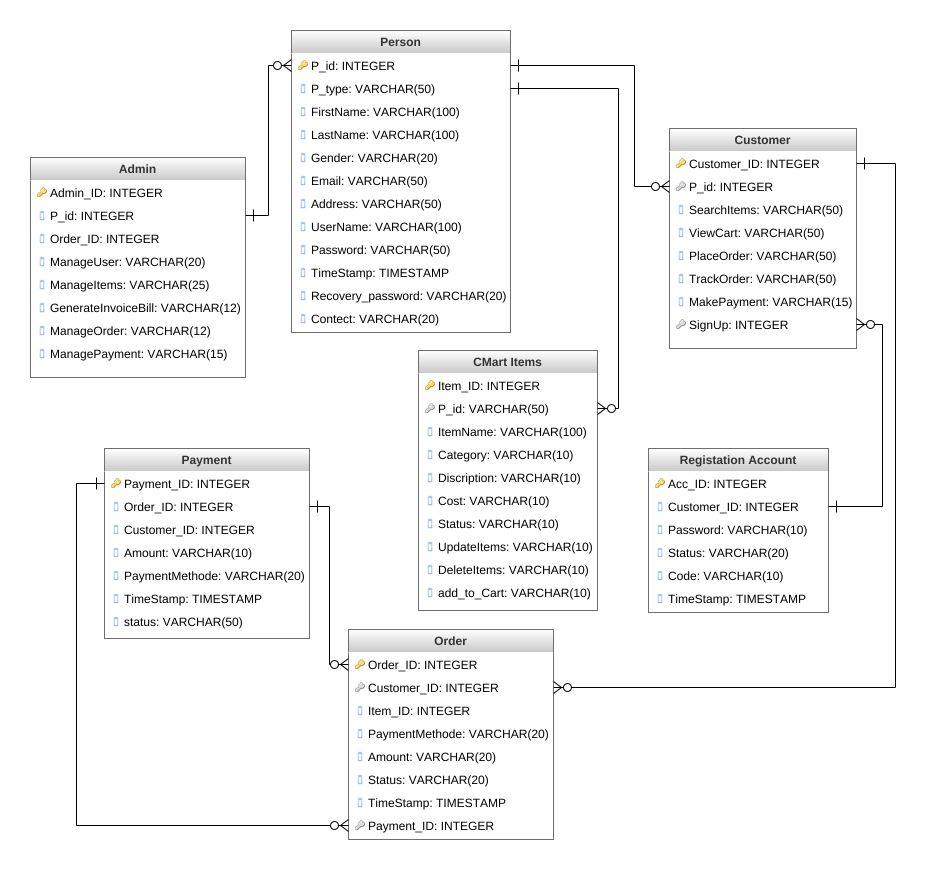 Person
P_id: INTEGER
P_type: VARCHAR(50)
FirstName: VARCHAR(100)
LastName: VARCHAR(100)
Gender: VARCHAR(20)
Email: VARCHAR(50)
Address: VARCHAR(50)
UserName: VARCHAR(100)
Password: VARCHAR(50)
TimeStamp: TIMESTAMP
Recovery_password: VARCHAR(20)
Contect: VARCHAR(20)
Customer
Customer_ID: INTEGER
P_id: INTEGER
SearchItems: VARCHAR(50)
ViewCart: VARCHAR(50)
PlaceOrder: VARCHAR(50)
TrackOrder: VARCHAR(50)
MakePayment: VARCHAR(15)
SignUp: INTEGER
Admin
Admin_ID: INTEGER
P_id: INTEGER
Order_ID: INTEGER
ManageUser: VARCHAR(20)
ManageItems: VARCHAR(25)
GenerateInvoiceBill: VARCHAR(12)
ManageOrder: VARCHAR(12)
ManagePayment: VARCHAR(15)
CMart Items
Item_ID: INTEGER
P_id: VARCHAR(50)
ItemName: VARCHAR(100)
Category: VARCHAR(10)
Discription: VARCHAR(10)
Cost: VARCHAR(10)
Status: VARCHAR(10)
UpdateItems: VARCHAR(10)
DeleteItems: VARCHAR(10)
add_to_Cart: VARCHAR(10)
Payment
Payment_ID: INTEGER
Order_ID: INTEGER
Customer_ID: INTEGER
Amount: VARCHAR(10)
PaymentMethode: VARCHAR(20)
TimeStamp: TIMESTAMP
status: VARCHAR(50)
Registation Account
Acc_ID: INTEGER
Customer_ID: INTEGER
Password: VARCHAR(10)
Status: VARCHAR(20)
Code: VARCHAR(10)
TimeStamp: TIMESTAMP
Order
Order_ID: INTEGER
Customer_ID: INTEGER
Item_ID: INTEGER
PaymentMethode: VARCHAR(20)
Amount: VARCHAR(20)
Status: VARCHAR(20)
TimeStamp: TIMESTAMP
Payment_ID: INTEGER